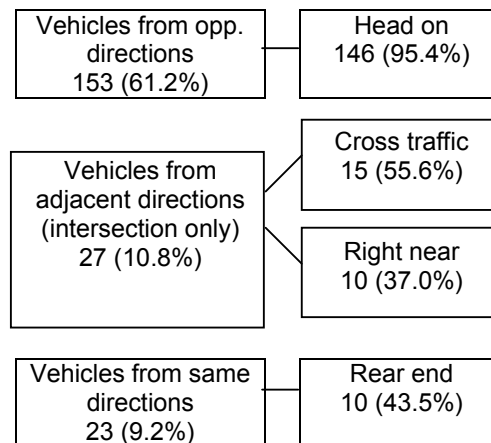 Vehicles from opp.
directions
153 (61.2%)
Head on
146 (95.4%)
Vehicles from
adjacent directions
(intersection only)
27 (10.8%)
Cross traffic
15 (55.6%)
Right near
10 (37.0%)
Vehicles from same
directions
23 (9.2%)
Rear end
10 (43.5%)